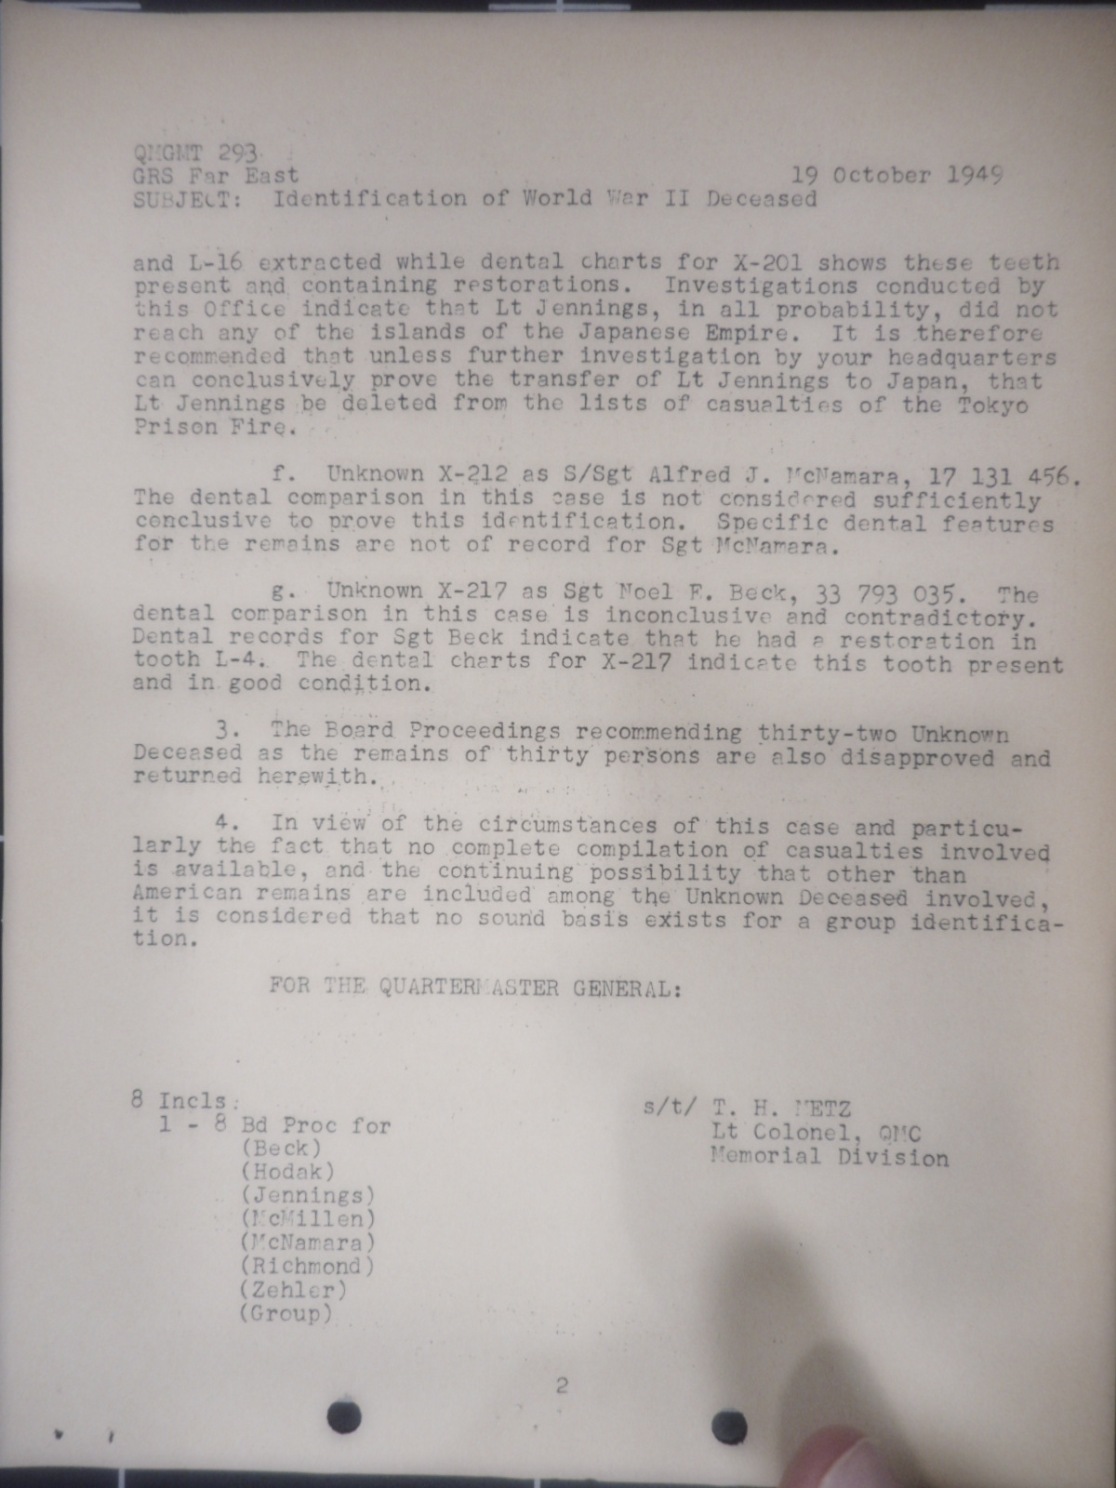 QMGMT 293
GRS Far East 19 October 1949
SUBJECT: Identification of World War II Deceased
and L-16 extracted while dental charts for X-201 shows these teeth
present and containing restorations. Investigations conducted by
this Office indicate that Lt Jennings, in all probability, did not
reach any of the islands of the Japanese Empire. It is therefore
recommended that unless further investigation by your headquarters
can conclusively prove the transfer of Lt Jennings to Japan, that
Lt Jennings be deleted from the lists of casualties of the Tokyo
Prison Fire.
f. Unknown X-212 as S/Sgt Alfred J. McNamara, 17 131 456.
The dental comparison in this case is not considered sufficiently
conclusive to prove this identification. Specific dental features
for the remains are not of record for Sgt McNamara.
g. Unknown X-217 as Sgt Noel E. Beck, 33 793 035. The
dental comparison in this case is inconclusive and contradictory.
Dental records for Sgt Beck indicate that he had a restoration in
tooth L-4. The dental charts for X-217 indicate this tooth present
and in good condition.
3. The Board Proceedings recommending thirty-two Unknown
Deceased as the remains of thirty persons are also disapproved and
returned herewith.
4. In view of the circumstances of this case and particu-
larly the fact that no complete compilation of casualties involved
is available, and the continuing possibility that other than
American remains are included among the Unknown Deceased involved,
it is considered that no sound basis exists for a group identifica-
tion.
FOR THE QUARTERMASTER GENERAL:
8 Incls: s/t/ T. H. METZ
1 - 8 Bd Proc for Lt Colonel, QMC
(Beck) Memorial Division
(Hodak)
(Jennings)
(McMillen)
(McNamara)
(Richmond)
(Zehler)
(Group)
2